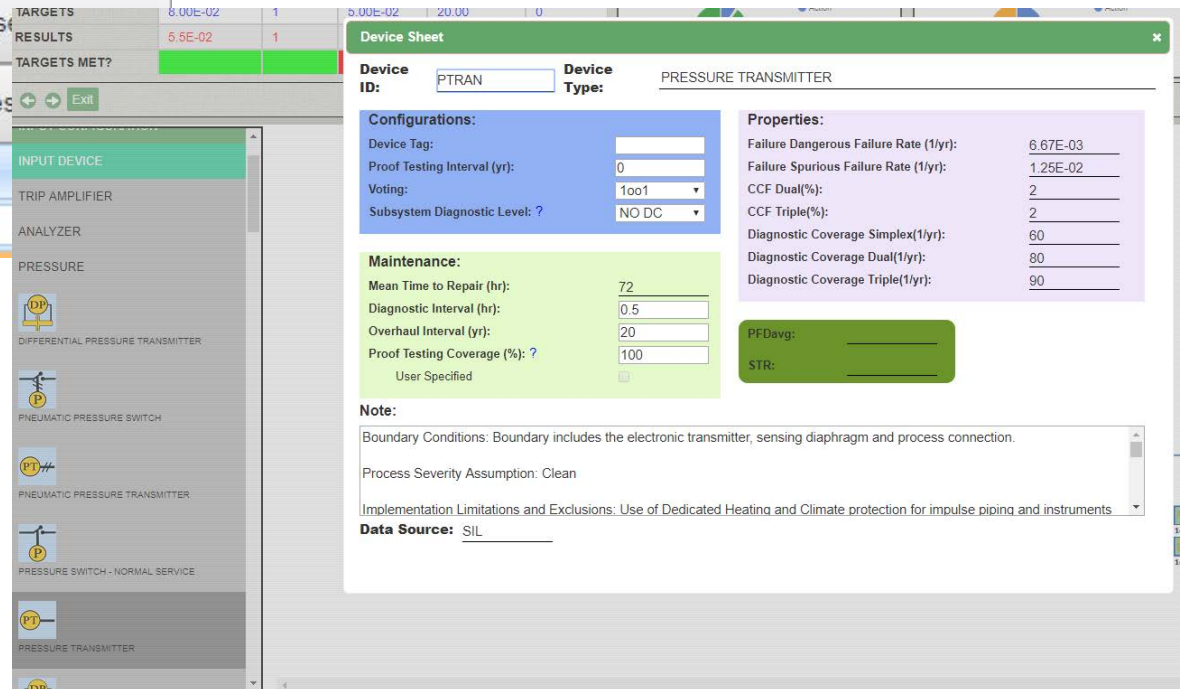 TARGETS 8.00E-02 1 5.00E-02 20.00 0
RESULTS 5.5E-02 1
TARGETS MET?
Exit
INPUT CONFIGURATION
INPUT DEVICE
TRIP AMPLIFIER
ANALYZER
PRESSURE
DP
DIFFERENTIAL PRESSURE TRANSMITTER
P
PNEUMATIC PRESSURE SWITCH
PT
PNEUMATIC PRESSURE TRANSMITTER
P
PRESSURE SWITCH - NORMAL SERVICE
PT
PRESSURE TRANSMITTER
DP
Device Sheet
Device ID: PTRAN Device Type: PRESSURE TRANSMITTER
Configurations:
Device Tag:
Proof Testing Interval (yr): 0
Voting: 1oo1
Subsystem Diagnostic Level: ? NO DC
Maintenance:
Mean Time to Repair (hr): 72
Diagnostic Interval (hr): 0.5
Overhaul Interval (yr): 20
Proof Testing Coverage (%): ? 100
User Specified
Properties:
Failure Dangerous Failure Rate (1/yr): 6.67E-03
Failure Spurious Failure Rate (1/yr): 1.25E-02
CCF Dual(%): 2
CCF Triple(%): 2
Diagnostic Coverage Simplex(1/yr): 60
Diagnostic Coverage Dual(1/yr): 80
Diagnostic Coverage Triple(1/yr): 90
PFDavg:
STR:
Note:
Boundary Conditions: Boundary includes the electronic transmitter, sensing diaphragm and process connection.
Process Severity Assumption: Clean
Implementation Limitations and Exclusions: Use of Dedicated Heating and Climate protection for impulse piping and instruments
Data Source: SIL